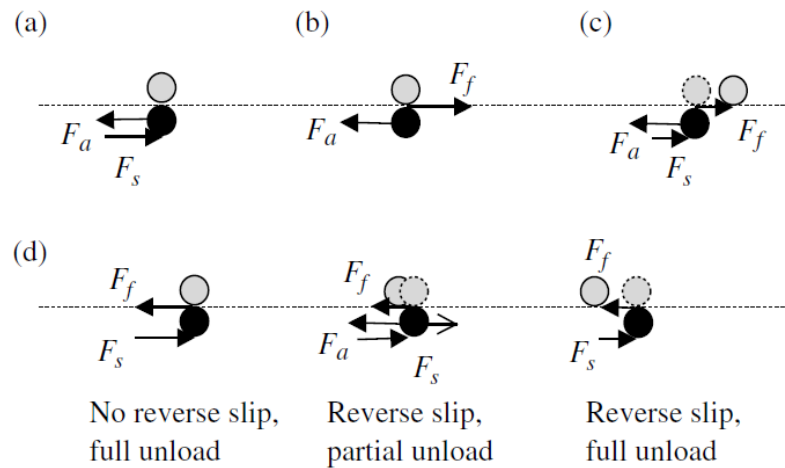 (a)
F_a
F_s
(b)
F_f
F_a
(c)
F_a
F_s
F_f
(d)
F_f
F_s
No reverse slip,
full unload
F_f
F_a
F_s
Reverse slip,
partial unload
F_f
F_s
Reverse slip,
full unload